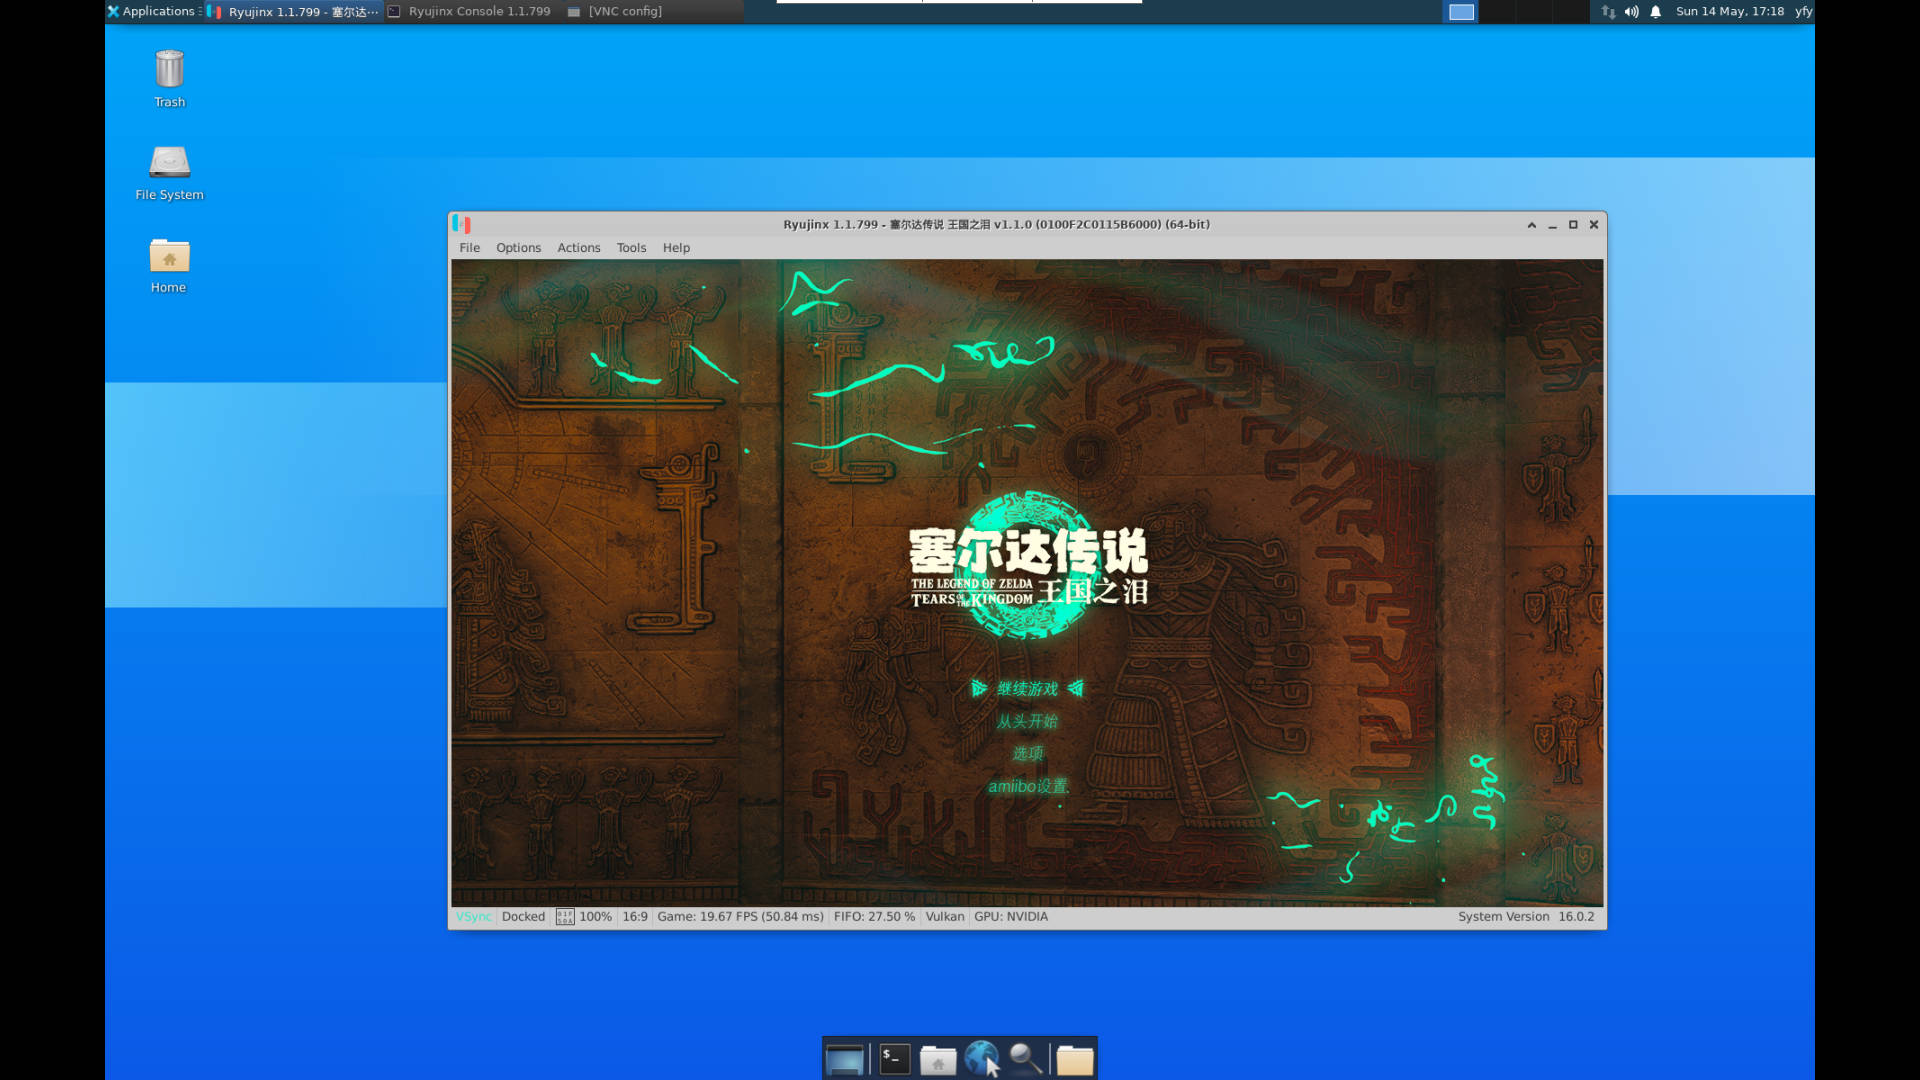 Applications
Ryujinx 1.1.799 - 塞尔达···
Ryujinx Console 1.1.799
[VNC config]
Sun 14 May, 17:18
yfy
Trash
File System
Home
Ryujinx 1.1.799 - 塞尔达传说 王国之泪 v1.1.0 (0100F2C0115B6000) (64-bit)
File Options Actions Tools Help
塞尔达传说
THE LEGEND OF ZELDA
TEARS OF THE KINGDOM 王国之泪
继续游戏
从头开始
选项
amiibo设置
VSync Docked 100% 16:9 Game: 19.67 FPS (50.84 ms) FIFO: 27.50 % Vulkan GPU: NVIDIA System Version 16.0.2
$_